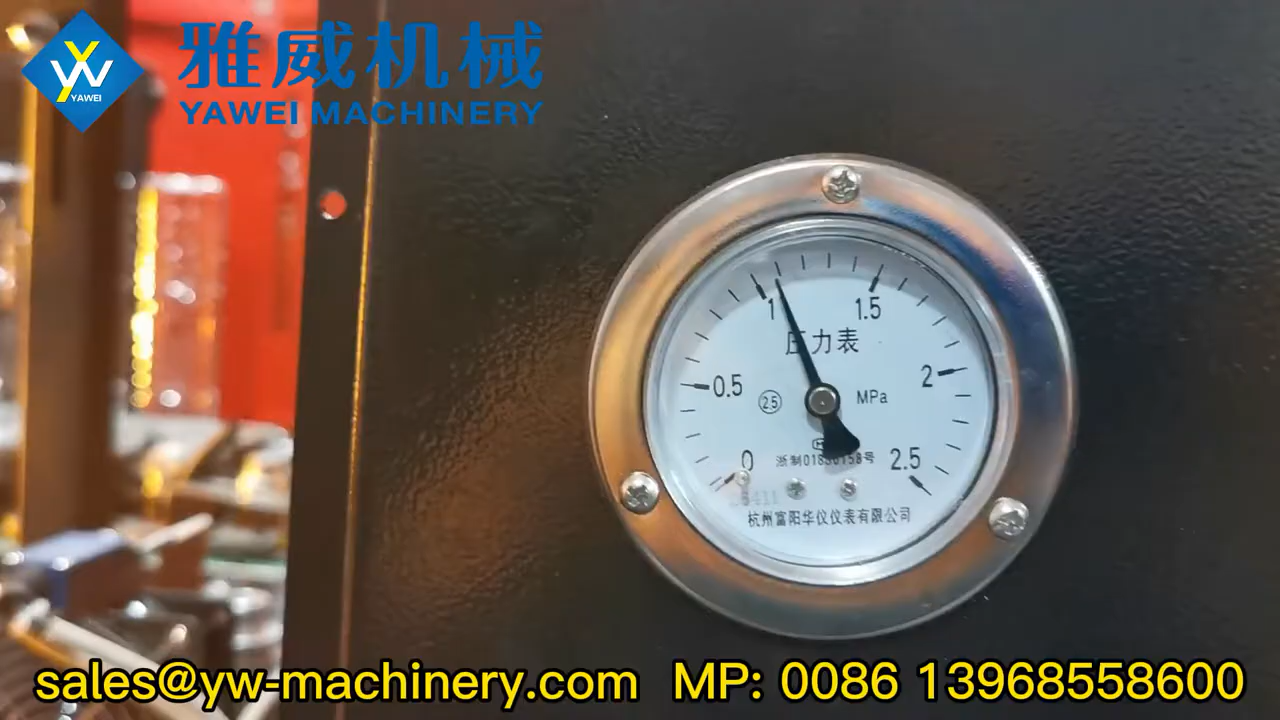 雅威机械
YAWEI
YAWEI MACHINERY
1
1.5
压力表
0.5
2.5
MPa
2
0
2.5
杭州富阳华仪仪表有限公司
sales@yw-machinery.com MP: 0086 13968558600